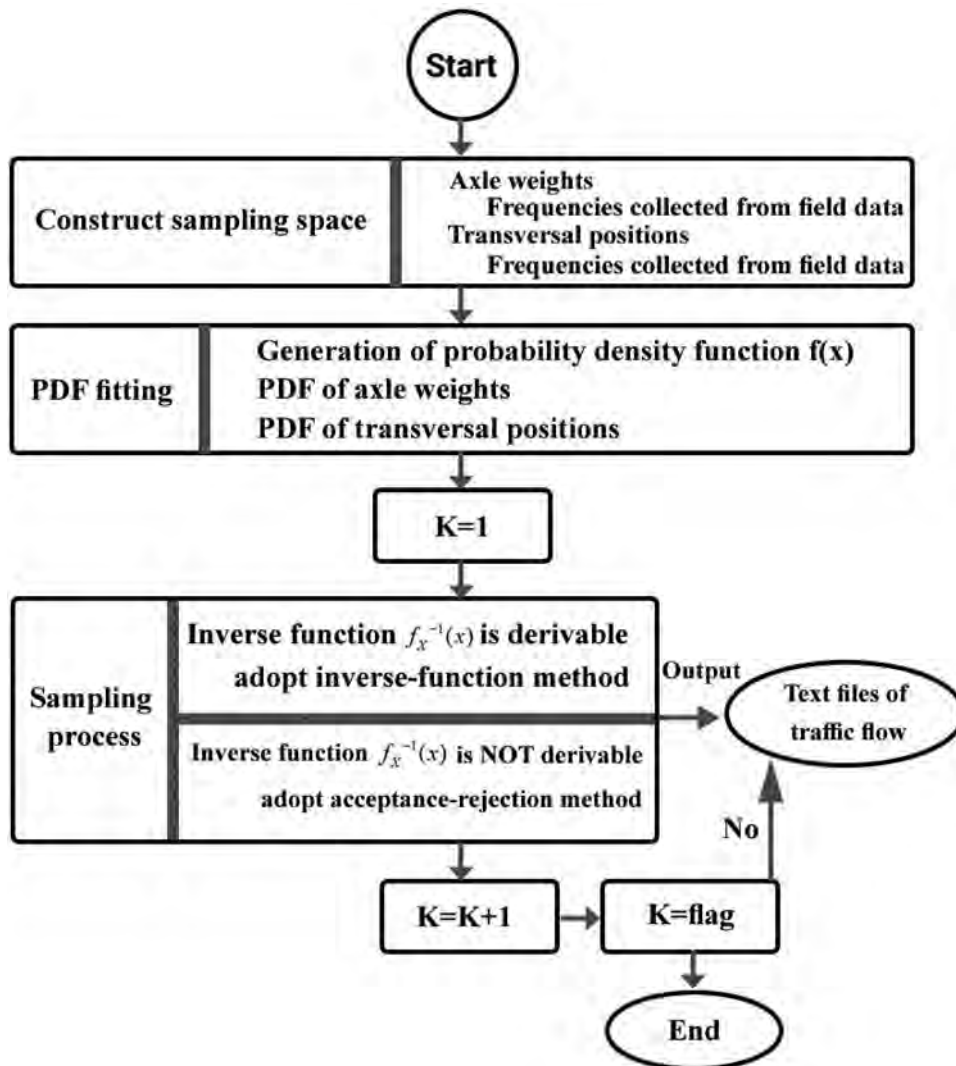 Start
Construct sampling space
Axle weights
Frequencies collected from field data
Transversal positions
Frequencies collected from field data
PDF fitting
Generation of probability density function f(x)
PDF of axle weights
PDF of transversal positions
K=1
Sampling
process
Inverse function $f_X^{-1}(x)$ is derivable
adopt inverse-function method
Inverse function $f_X^{-1}(x)$ is NOT derivable
adopt acceptance-rejection method
Output
Text files of
traffic flow
No
K=K+1
K=flag
End